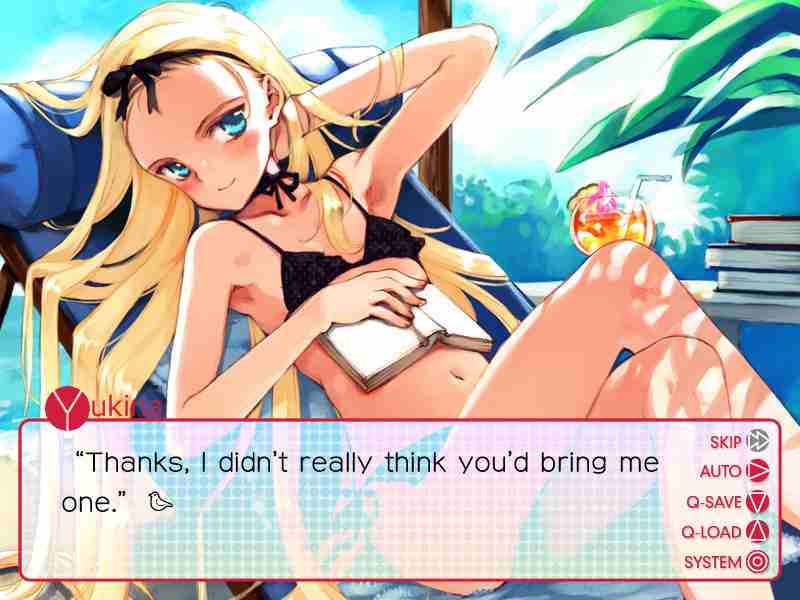 Yukina
“Thanks, I didn't really think you'd bring me
one.”
SKIP
AUTO
Q-SAVE
Q-LOAD
SYSTEM